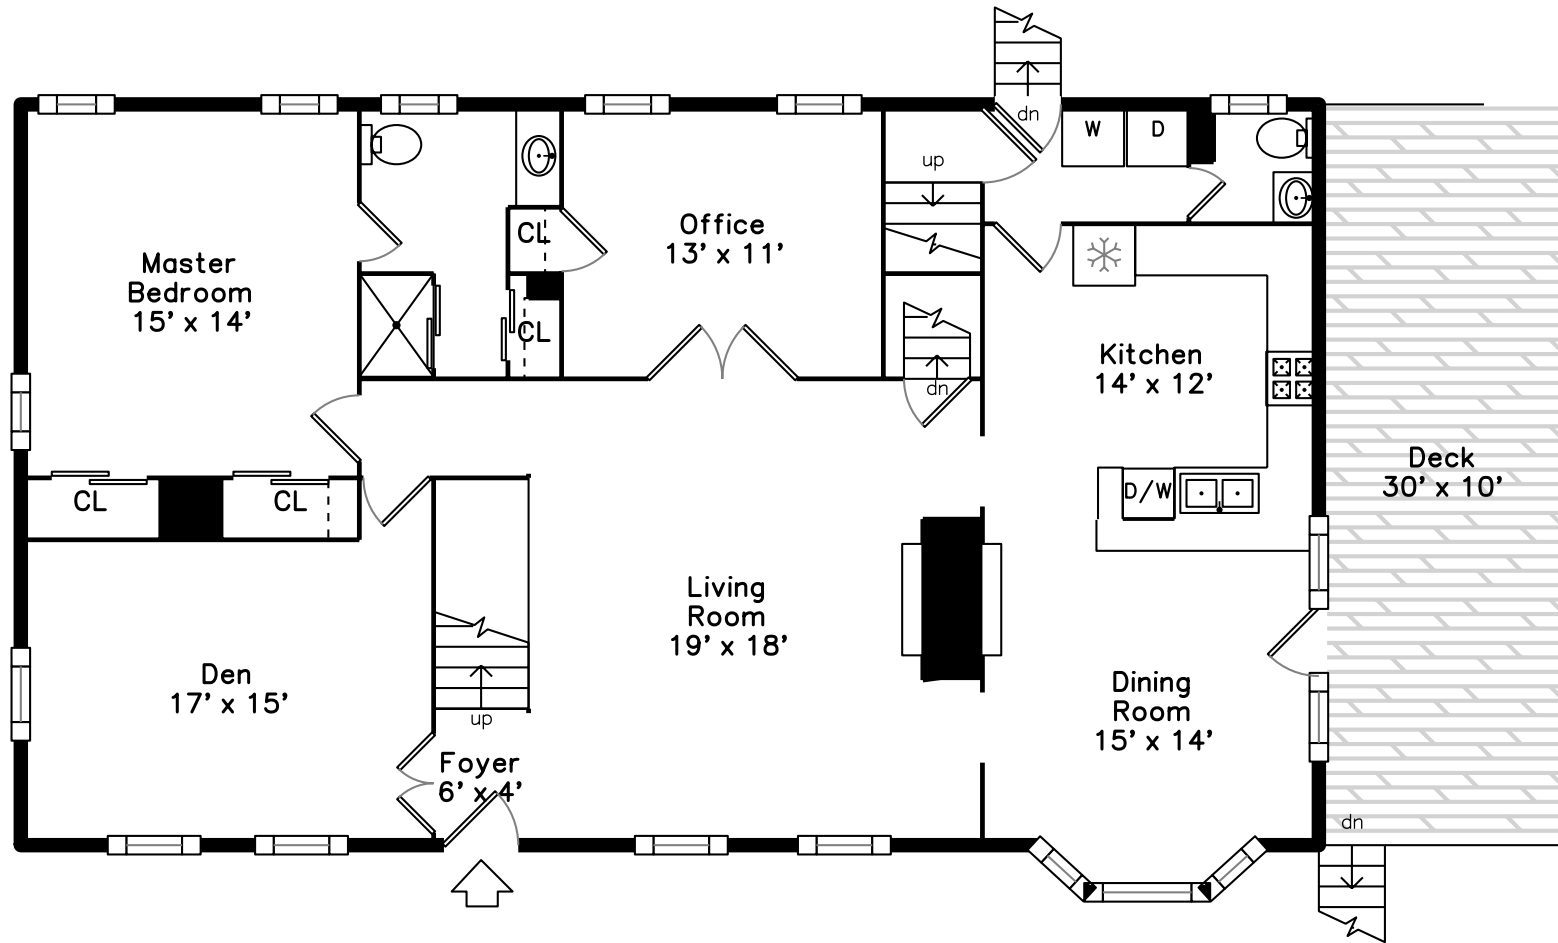 dn
W
D
up
CL
Office
13' x 11'
Master
Bedroom
15' x 14'
CL
Kitchen
14' x 12'
dn
CL
CL
D/W
Deck
30' x 10'
Living
Room
19' x 18'
Den
17' x 15'
up
Dining
Room
15' x 14'
Foyer
6' x 4'
dn